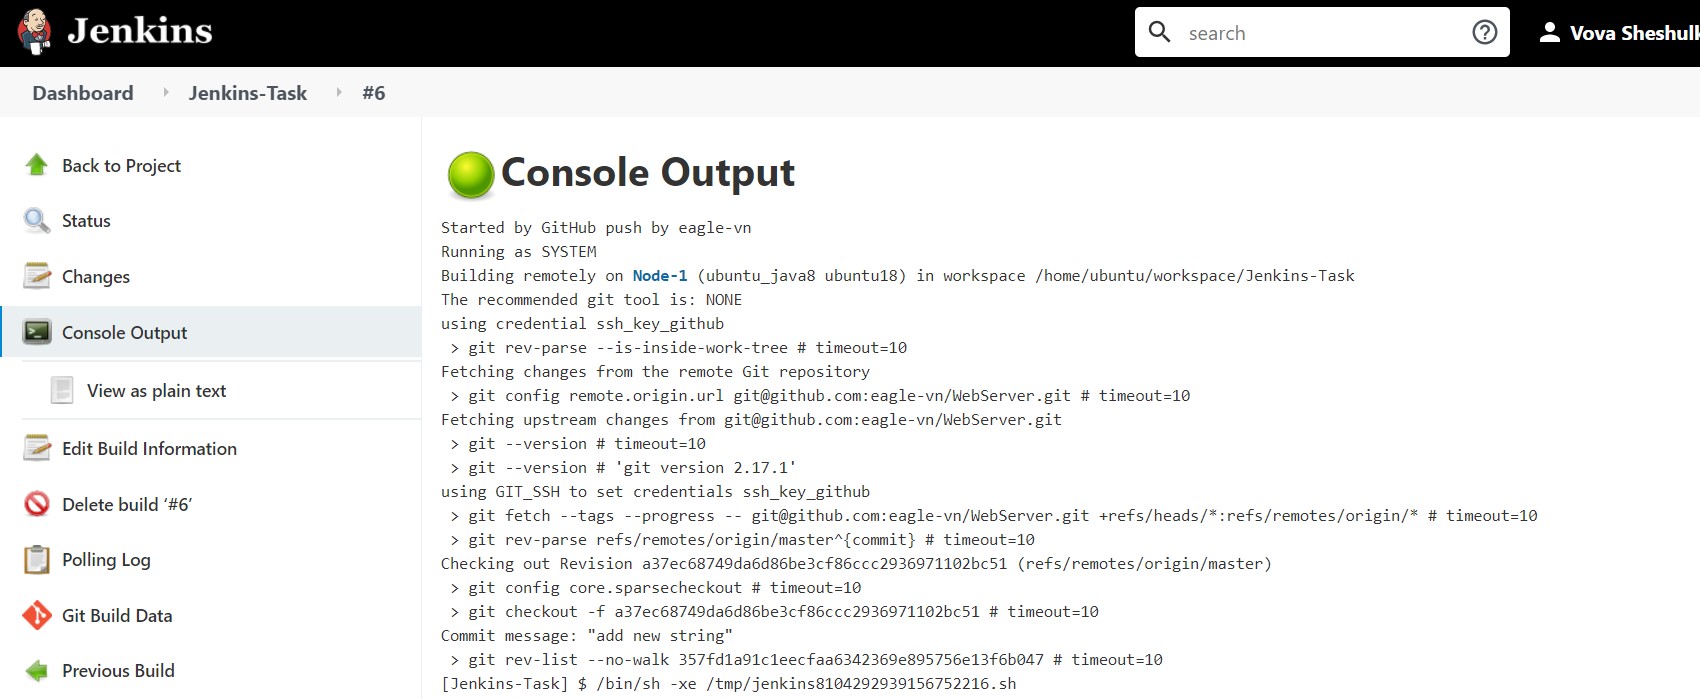 Jenkins
search
Vova Sheshulk
Dashboard
Jenkins-Task
#6
Back to Project
Status
Changes
Console Output
View as plain text
Edit Build Information
Delete build ‘#6’
Polling Log
Git Build Data
Previous Build
Console Output
Started by GitHub push by eagle-vn
Running as SYSTEM
Building remotely on Node-1 (ubuntu_java8 ubuntu18) in workspace /home/ubuntu/workspace/Jenkins-Task
The recommended git tool is: NONE
using credential ssh_key_github
> git rev-parse --is-inside-work-tree # timeout=10
Fetching changes from the remote Git repository
> git config remote.origin.url git@github.com:eagle-vn/WebServer.git # timeout=10
Fetching upstream changes from git@github.com:eagle-vn/WebServer.git
> git --version # timeout=10
> git --version # 'git version 2.17.1'
using GIT_SSH to set credentials ssh_key_github
> git fetch --tags --progress -- git@github.com:eagle-vn/WebServer.git +refs/heads/*:refs/remotes/origin/* # timeout=10
> git rev-parse refs/remotes/origin/master^{commit} # timeout=10
Checking out Revision a37ec68749da6d86be3cf86ccc2936971102bc51 (refs/remotes/origin/master)
> git config core.sparsecheckout # timeout=10
> git checkout -f a37ec68749da6d86be3cf86ccc2936971102bc51 # timeout=10
Commit message: "add new string"
> git rev-list --no-walk 357fd1a91c1eecfaa6342369e895756e13f6b047 # timeout=10
[Jenkins-Task] $ /bin/sh -xe /tmp/jenkins8104292939156752216.sh